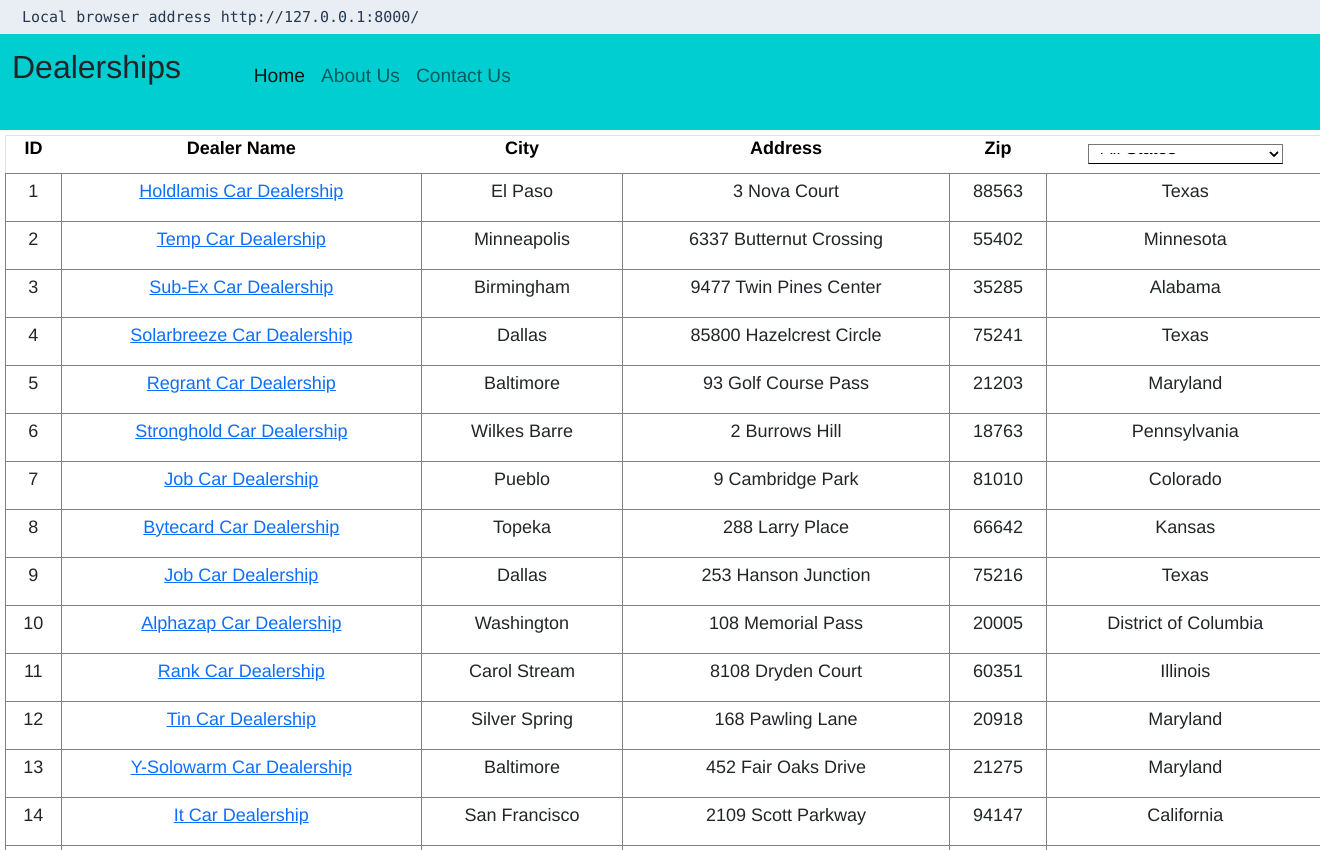 Local browser address http://127.0.0.1:8000/
Dealerships Home About Us Contact Us
ID Dealer Name City Address Zip
1 Holdlamis Car Dealership El Paso 3 Nova Court 88563 Texas
2 Temp Car Dealership Minneapolis 6337 Butternut Crossing 55402 Minnesota
3 Sub-Ex Car Dealership Birmingham 9477 Twin Pines Center 35285 Alabama
4 Solarbreeze Car Dealership Dallas 85800 Hazelcrest Circle 75241 Texas
5 Regrant Car Dealership Baltimore 93 Golf Course Pass 21203 Maryland
6 Stronghold Car Dealership Wilkes Barre 2 Burrows Hill 18763 Pennsylvania
7 Job Car Dealership Pueblo 9 Cambridge Park 81010 Colorado
8 Bytecard Car Dealership Topeka 288 Larry Place 66642 Kansas
9 Job Car Dealership Dallas 253 Hanson Junction 75216 Texas
10 Alphazap Car Dealership Washington 108 Memorial Pass 20005 District of Columbia
11 Rank Car Dealership Carol Stream 8108 Dryden Court 60351 Illinois
12 Tin Car Dealership Silver Spring 168 Pawling Lane 20918 Maryland
13 Y-Solowarm Car Dealership Baltimore 452 Fair Oaks Drive 21275 Maryland
14 It Car Dealership San Francisco 2109 Scott Parkway 94147 California